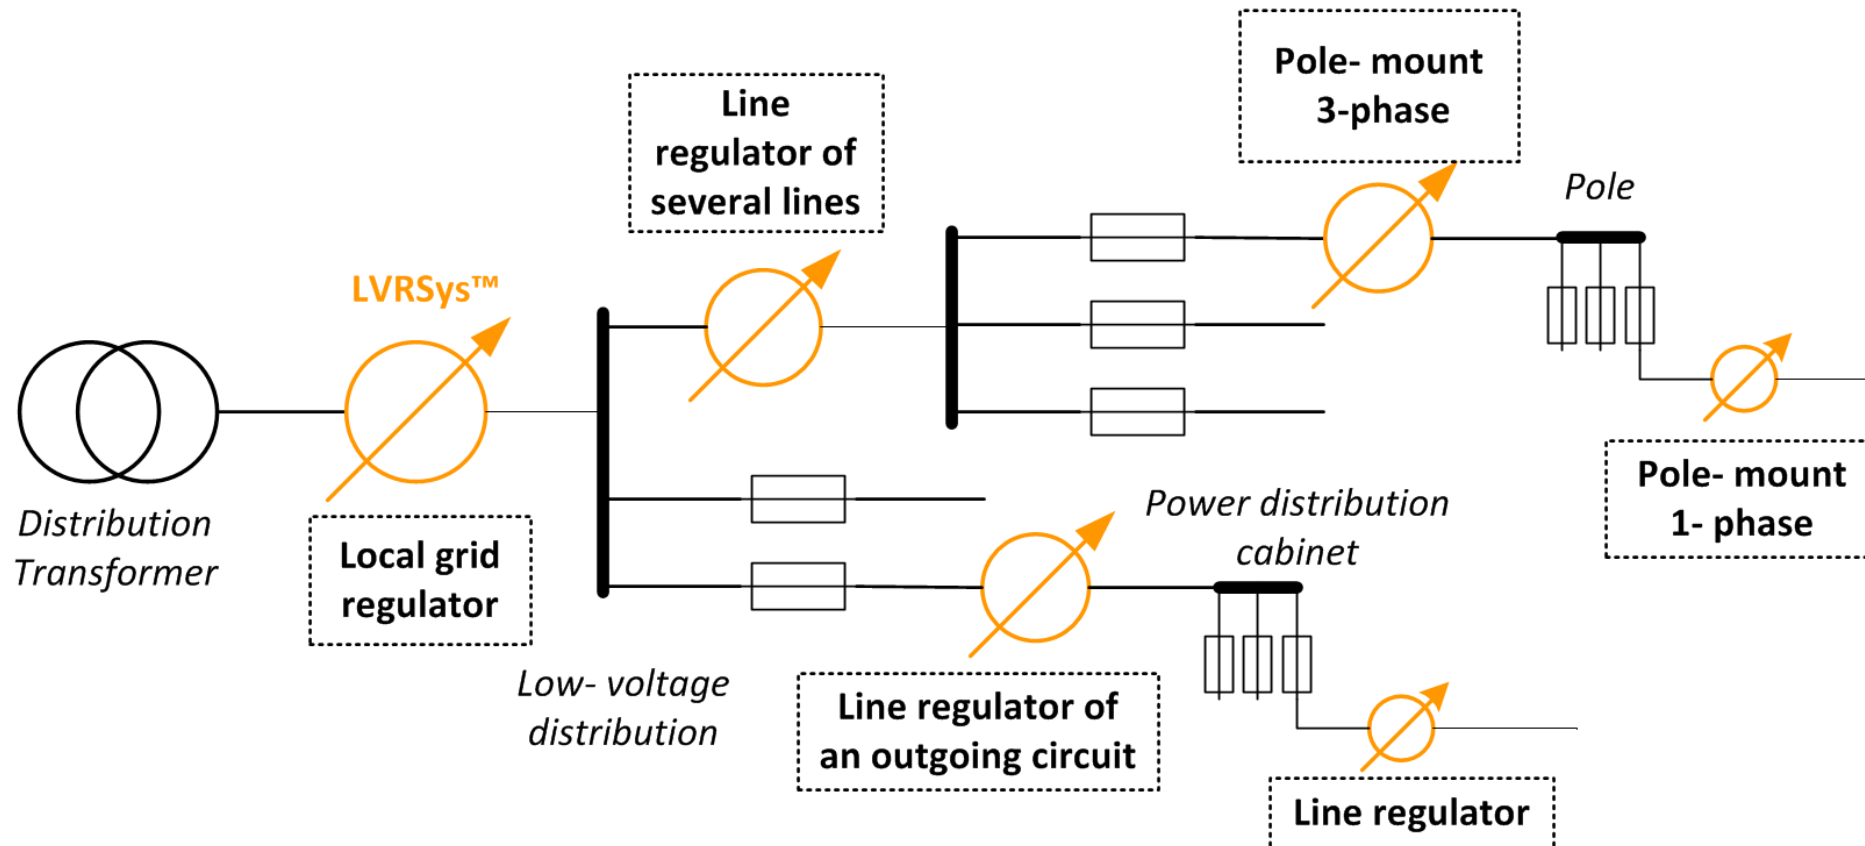 Pole- mount
3-phase
Line
regulator of
several lines
Pole
LVRSys™
Distribution
Transformer
Local grid
regulator
Power distribution
cabinet
Pole- mount
1- phase
Low- voltage
distribution
Line regulator of
an outgoing circuit
Line regulator